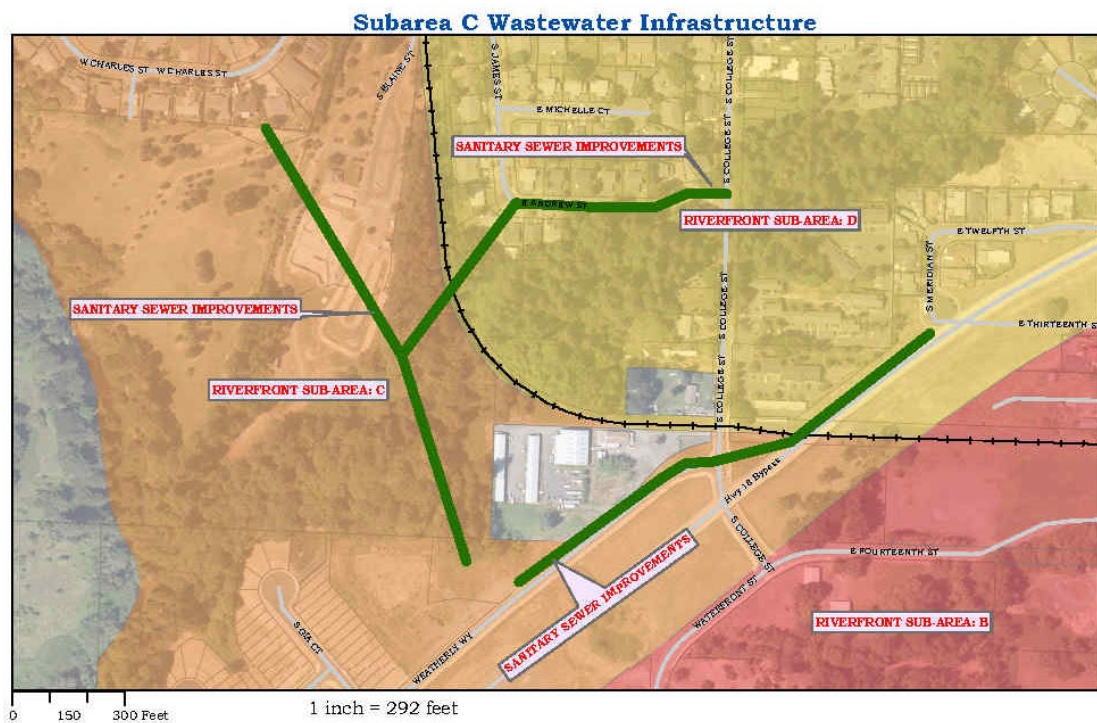 Subarea C Wastewater Infrastructure
W CHARLES ST W CHARLES ST
S BLAINE ST
S JAMES ST
S COLLEGE ST S COLLEGE ST
E MICHELLE CT
SANITARY SEWER IMPROVEMENTS
E ANDREW ST
RIVERFRONT SUB-AREA: D
E TWELFTH ST
S MERIDIAN ST
E THIRTEENTH ST
SANITARY SEWER IMPROVEMENTS
S COLLEGE ST S COLLEGE ST
RIVERFRONT SUB-AREA: C
Hwy 18 Bypass
S COLLEGE ST
E FOURTEENTH ST
SANITARY SEWER IMPROVEMENTS
WATERFRONT ST
RIVERFRONT SUB-AREA: B
S GIA CT
WEATHERLY WY
0 150 300 Feet
1 inch = 292 feet